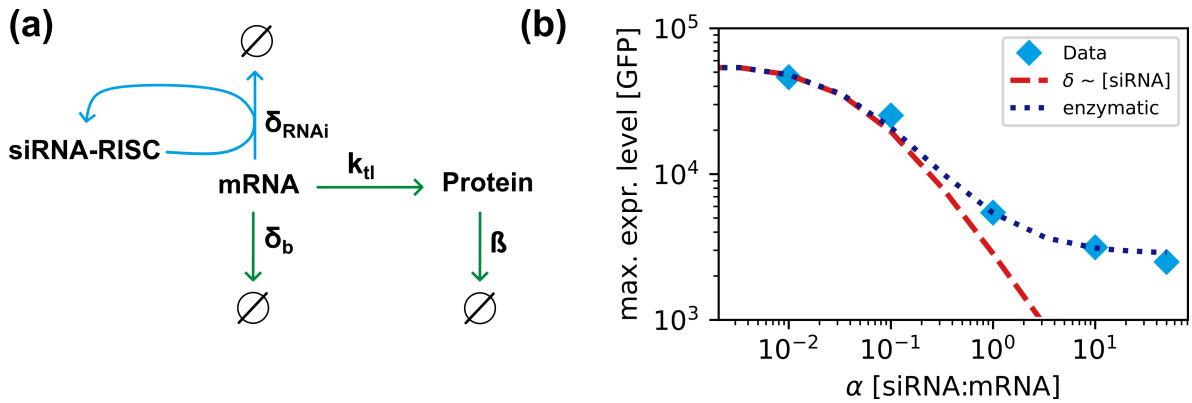 (a)
∅
δRNAi
siRNA-RISC
mRNA
ktl
Protein
δb
ß
∅
∅
(b)
max. expr. level [GFP]
10^5
10^4
10^3
Data
δ ~ [siRNA]
enzymatic
10^-2
10^-1
10^0
10^1
α [siRNA:mRNA]